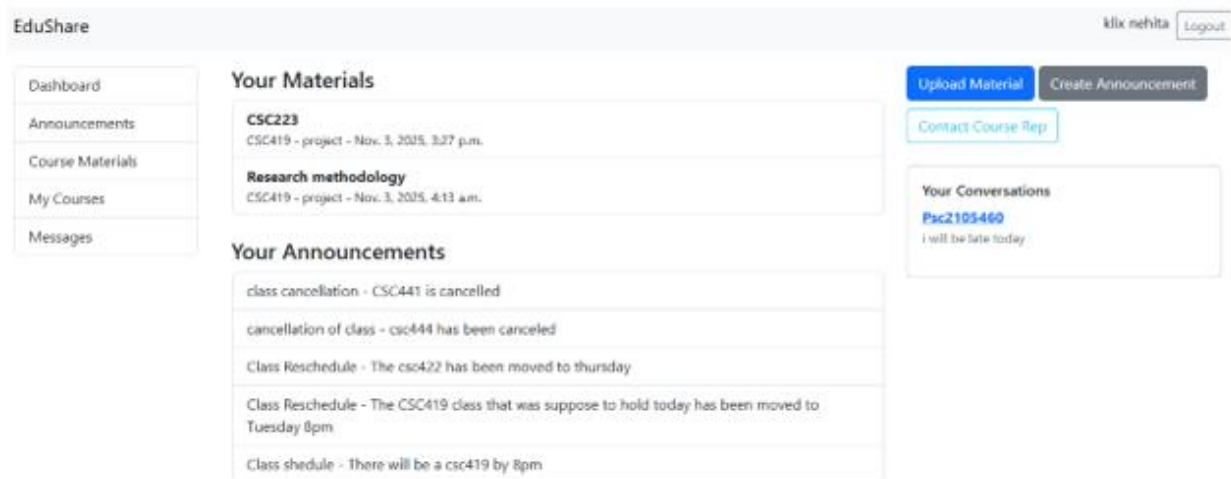 EduShare
klix nehita Logout
Dashboard
Announcements
Course Materials
My Courses
Messages
Your Materials
CSC223
CSC419 - project - Nov. 3, 2025, 3:27 p.m.
Research methodology
CSC419 - project - Nov. 3, 2025, 4:13 a.m.
Your Announcements
class cancellation - CSC441 is cancelled
cancellation of class - csc444 has been canceled
Class Reschedule - The csc422 has been moved to thursday
Class Reschedule - The CSC419 class that was suppose to hold today has been moved to
Tuesday 8pm
Class shedule - There will be a csc419 by 8pm
Upload Material Create Announcement
Contact Course Rep
Your Conversations
Psc2105460
i will be late today